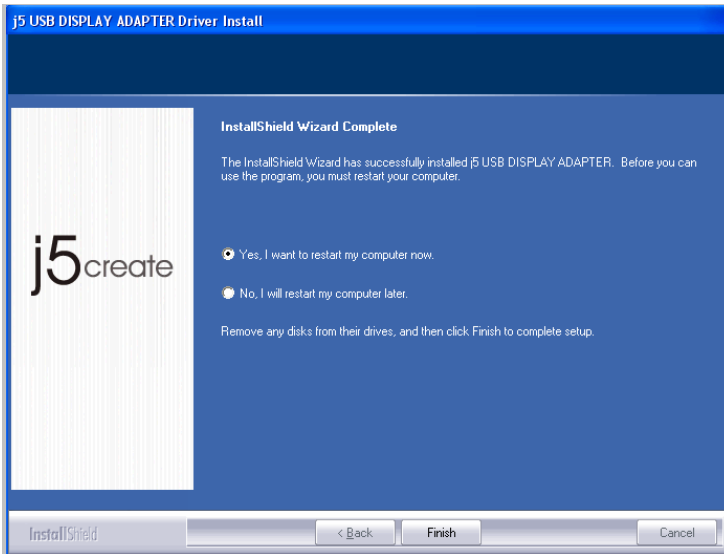 j5 USB DISPLAY ADAPTER Driver Install
InstallShield Wizard Complete
The InstallShield Wizard has successfully installed j5 USB DISPLAY ADAPTER.  Before you can
use the program, you must restart your computer.
j5create
Yes, I want to restart my computer now.
No, I will restart my computer later.
Remove any disks from their drives, and then click Finish to complete setup.
InstallShield
< Back
Finish
Cancel